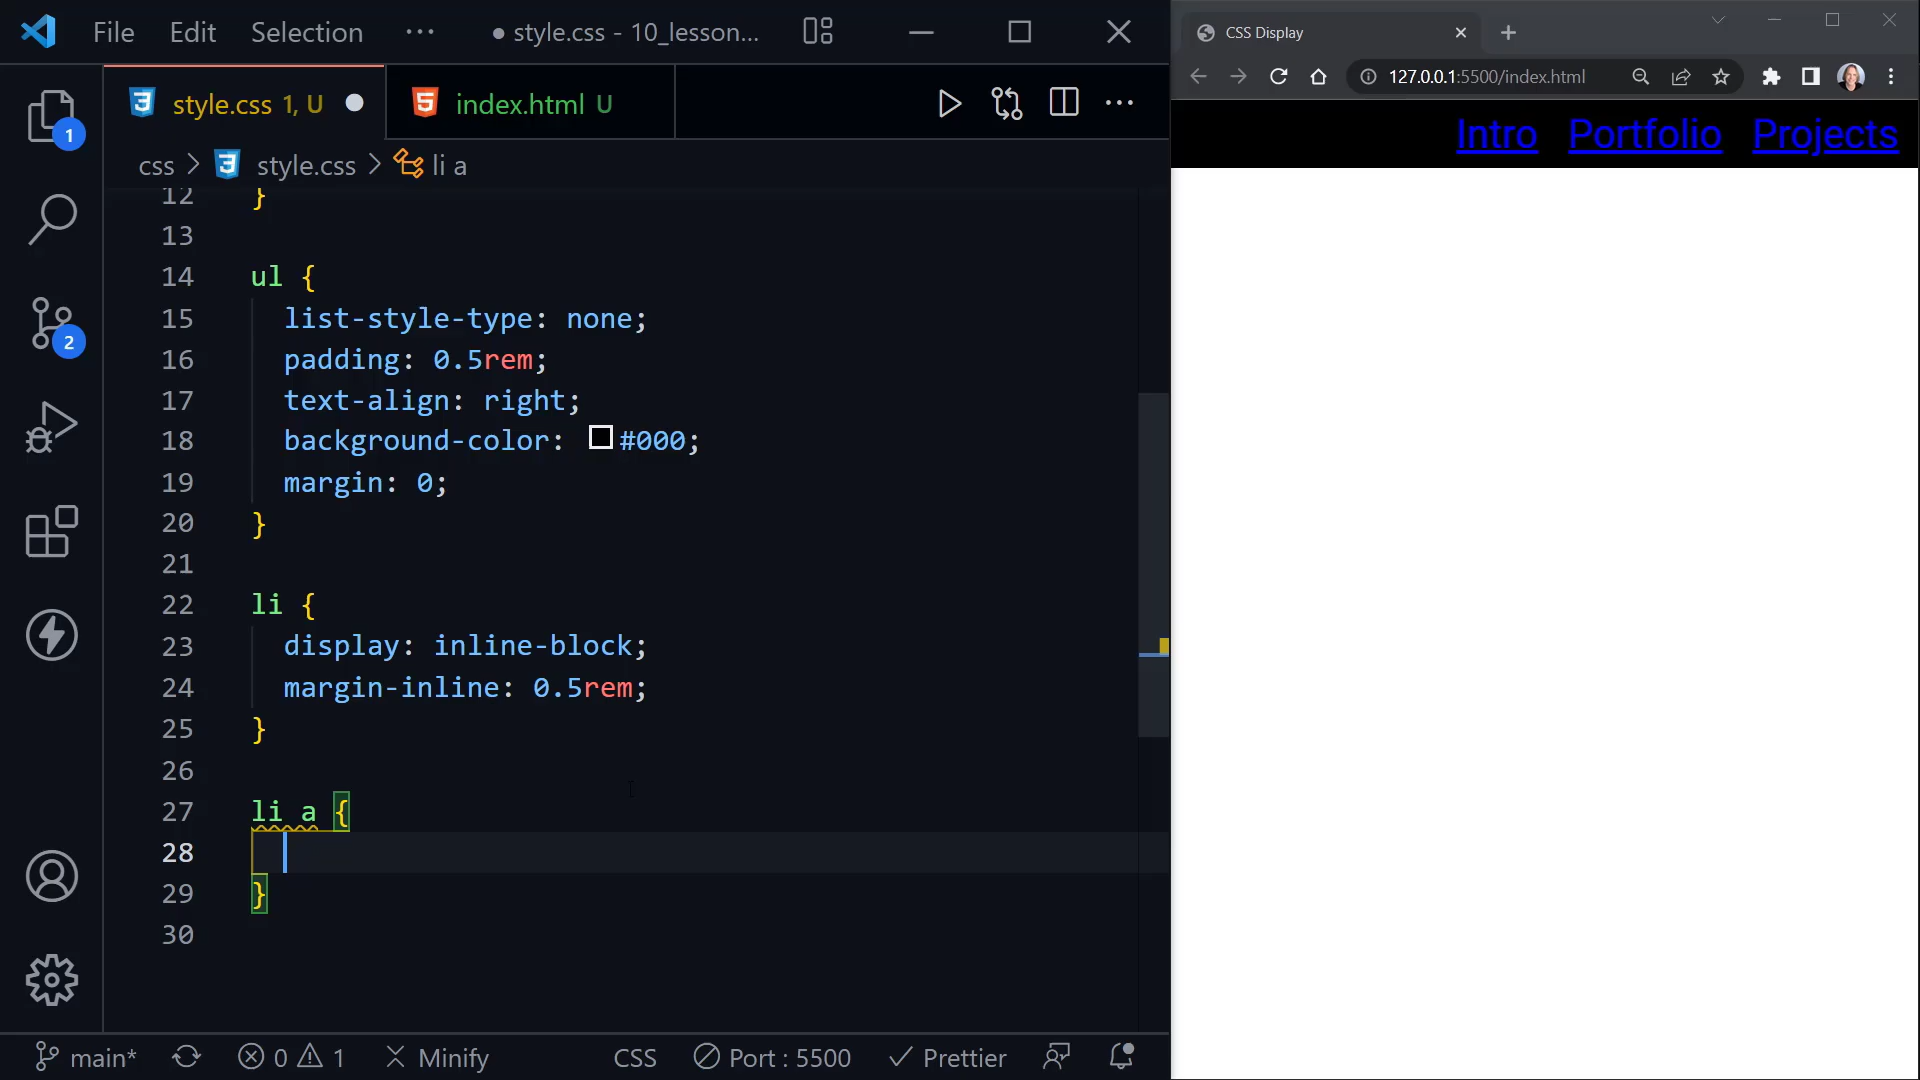 File Edit Selection ··· ● style.css - 10_lesson...
style.css 1, U ● index.html U
css > style.css > li a
12 }
13
14 ul {
15 list-style-type: none;
16 padding: 0.5rem;
17 text-align: right;
18 background-color: #000;
19 margin: 0;
20 }
21
22 li {
23 display: inline-block;
24 margin-inline: 0.5rem;
25 }
26
27 li a {
28
29 }
30
1
2
main* 0 1 Minify CSS Port : 5500 Prettier
CSS Display
127.0.0.1:5500/index.html
Intro Portfolio Projects